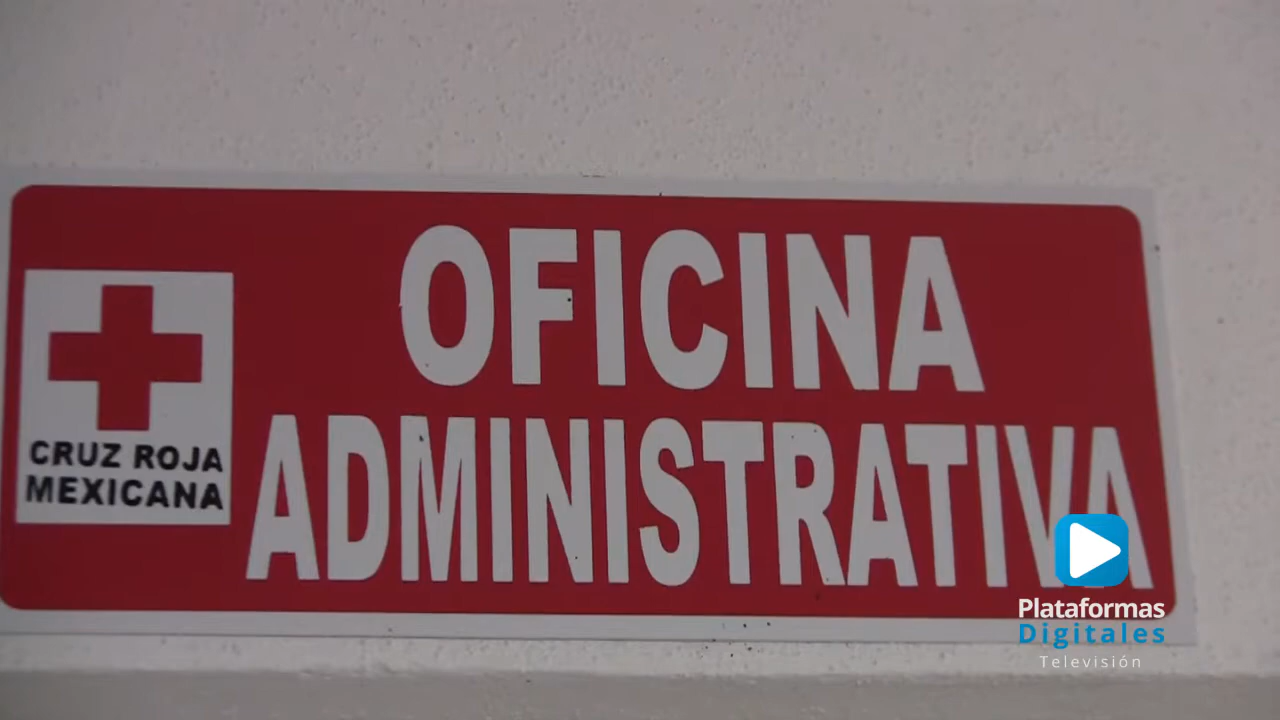 OFICINA
ADMINISTRATIVA
CRUZ ROJA
MEXICANA
Plataformas
Digitales
Televisión